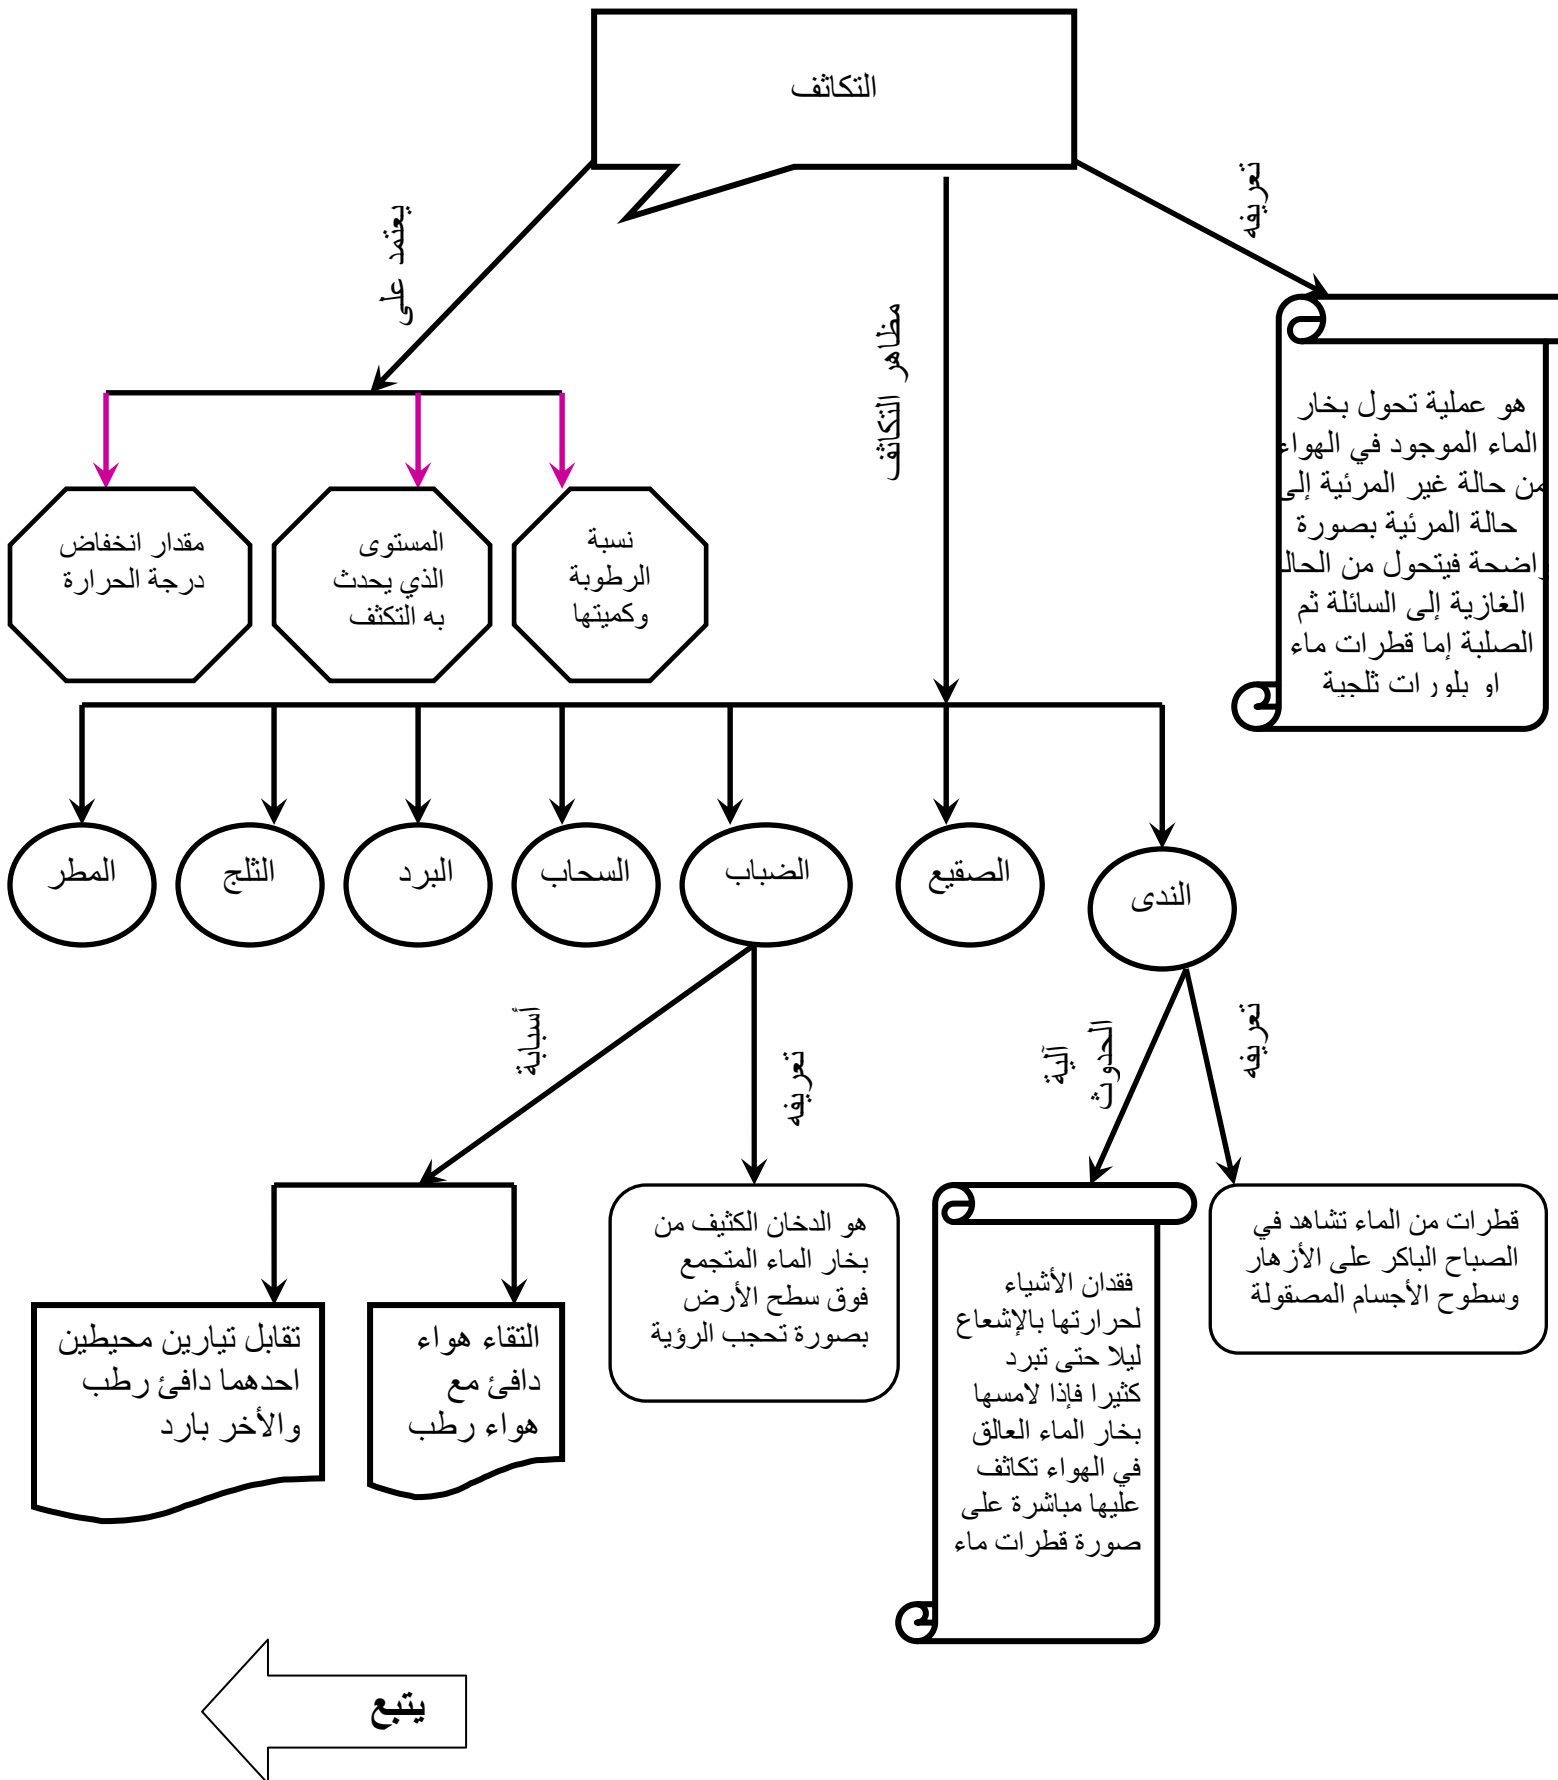 التكاثف
تعريفه
مظاهر التكاثف
يعتمد على
هو عملية تحول بخار
الماء الموجود في الهواء
من حالة غير المرئية إلى
حالة المرئية بصورة
واضحة فيتحول من الحال
الغازية إلى السائلة ثم
الصلبة إما قطرات ماء
او بلورات ثلجية
نسبة
الرطوبة
وكميتها
المستوى
الذي يحدث
به التكثف
مقدار انخفاض
درجة الحرارة
الندى
الصقيع
الضباب
السحاب
البرد
الثلج
المطر
تعريفه
آلية
الحدوث
تعريفه
أسبابة
قطرات من الماء تشاهد في
الصباح الباكر على الأزهار
وسطوح الأجسام المصقولة
فقدان الأشياء
لحرارتها بالإشعاع
ليلا حتى تبرد
كثيرا فإذا لامسها
بخار الماء العالق
في الهواء تكاثف
عليها مباشرة على
صورة قطرات ماء
هو الدخان الكثيف من
بخار الماء المتجمع
فوق سطح الأرض
بصورة تحجب الرؤية
التقاء هواء
دافئ مع
هواء رطب
تقابل تيارين محيطين
احدهما دافئ رطب
والأخر بارد
يتبع